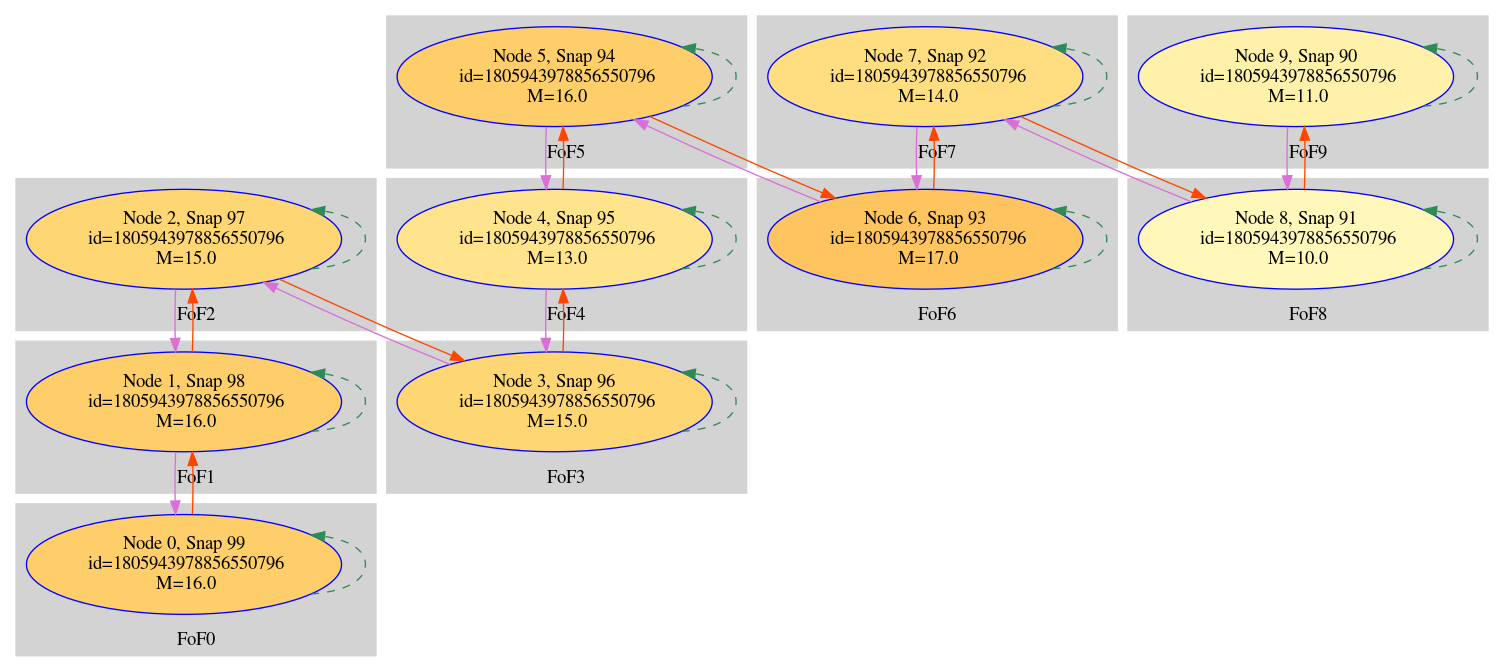 Node 5, Snap 94
id=1805943978856550796
M=16.0
FoF5
Node 7, Snap 92
id=1805943978856550796
M=14.0
FoF7
Node 9, Snap 90
id=1805943978856550796
M=11.0
FoF9
Node 2, Snap 97
id=1805943978856550796
M=15.0
FoF2
Node 4, Snap 95
id=1805943978856550796
M=13.0
FoF4
Node 6, Snap 93
id=1805943978856550796
M=17.0
FoF6
Node 8, Snap 91
id=1805943978856550796
M=10.0
FoF8
Node 1, Snap 98
id=1805943978856550796
M=16.0
FoF1
Node 3, Snap 96
id=1805943978856550796
M=15.0
FoF3
Node 0, Snap 99
id=1805943978856550796
M=16.0
FoF0